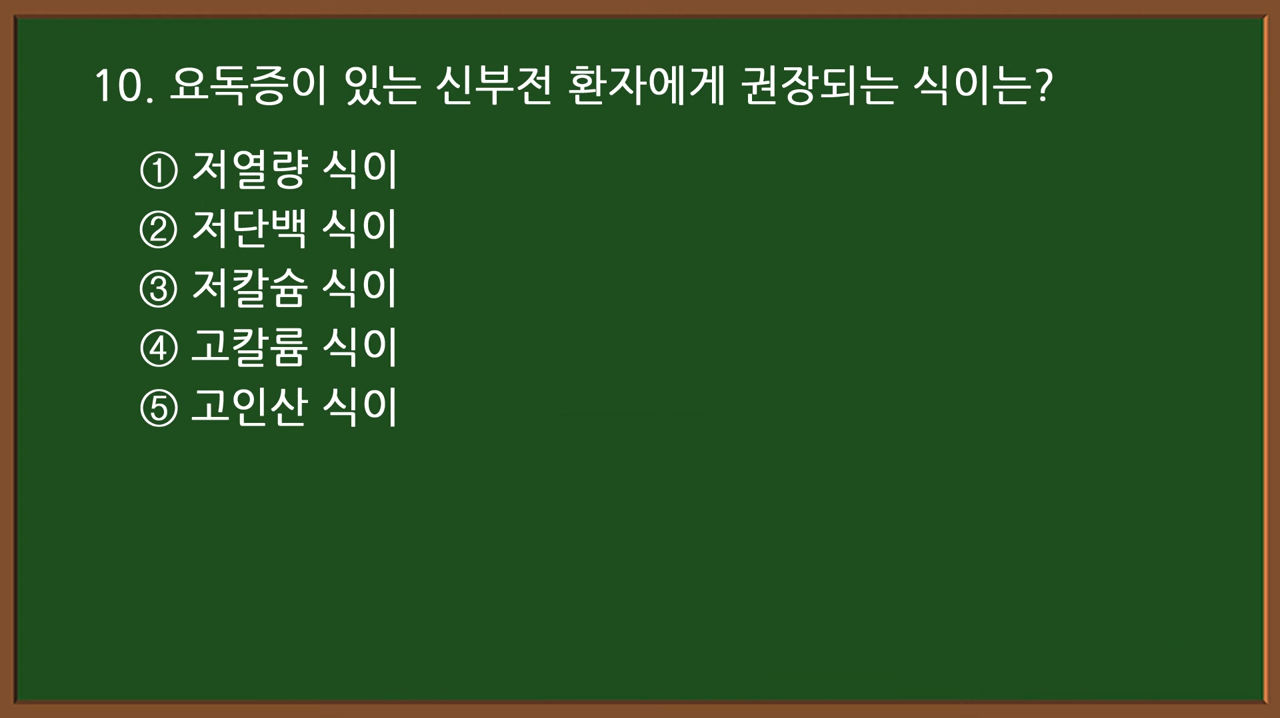 10. 요독증이 있는 신부전 환자에게 권장되는 식이는?
① 저열량 식이
② 저단백 식이
③ 저칼슘 식이
④ 고칼륨 식이
⑤ 고인산 식이